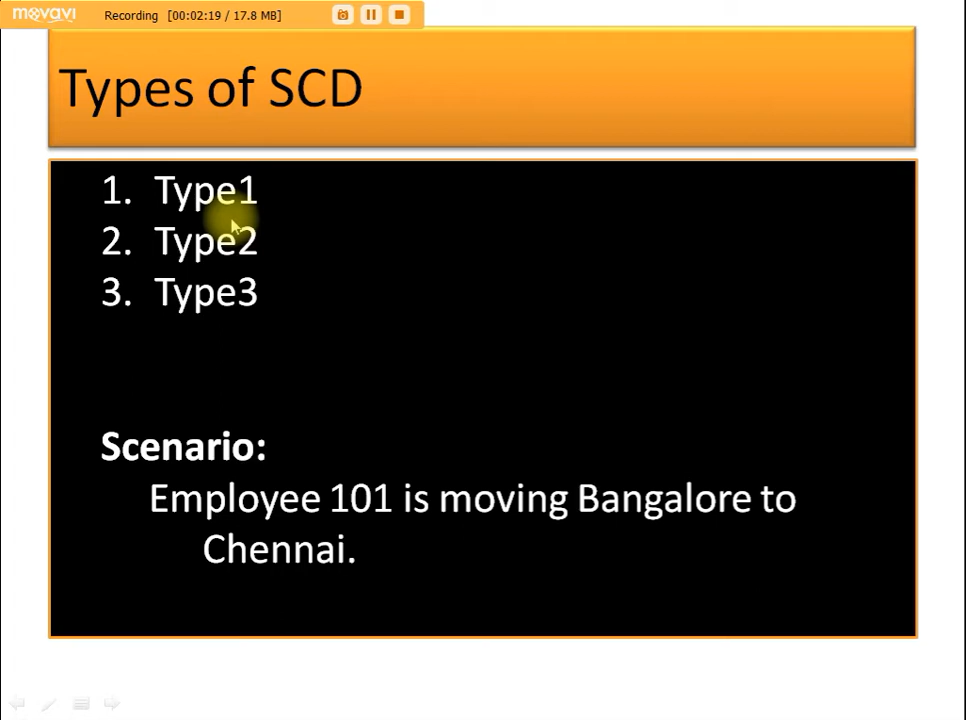 movavi Recording [00:02:19 / 17.8 MB]
Types of SCD
1. Type1
2. Type2
3. Type3
Scenario:
Employee 101 is moving Bangalore to
Chennai.